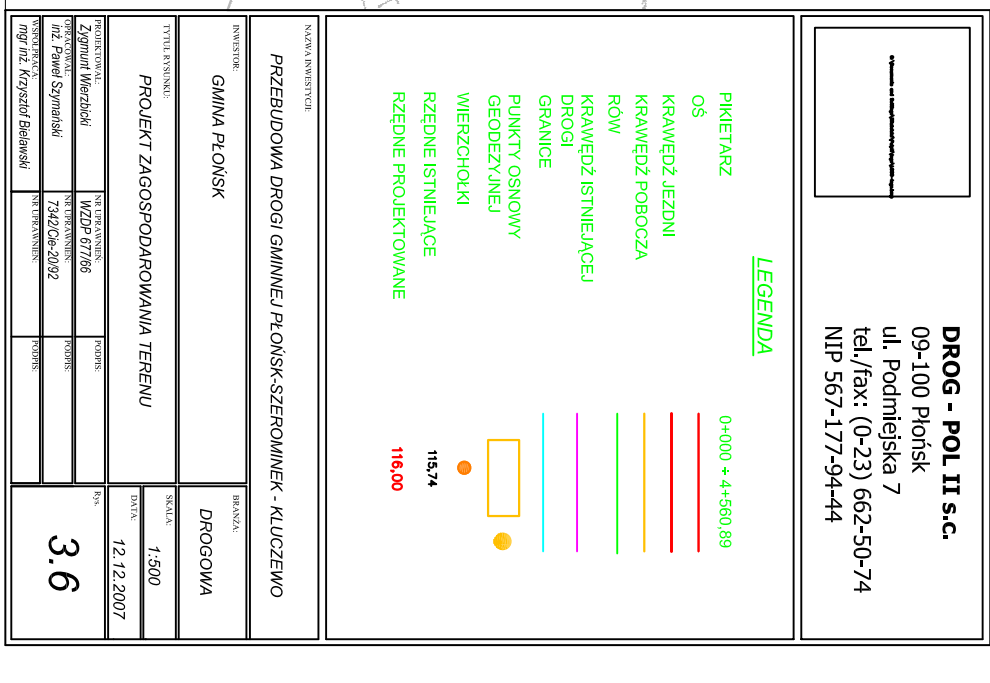 DROG - POL II s.c.
09-100 Płońsk
ul. Podmiejska 7
tel./fax: (0-23) 662-50-74
NIP 567-177-94-44
LEGENDA
PIKIETARZ 0+000 ÷ 4+560,89
OŚ
KRAWĘDŹ JEZDNI
KRAWĘDŹ POBOCZA
RÓW
KRAWĘDŹ ISTNIEJĄCEJ
DROGI
GRANICE
PUNKTY OSNOWY
GEODEZYJNEJ
WIERZCHOŁKI
RZĘDNE ISTNIEJĄCE 115,74
RZĘDNE PROJEKTOWANE 116,00
NAZWA INWESTYCJI:
PRZEBUDOWA DROGI GMINNEJ PŁOŃSK-SZEROMINEK - KLUCZEWO
INWESTOR:
GMINA PŁOŃSK
BRANŻA:
DROGOWA
TYTUŁ RYSUNKU:
PROJEKT ZAGOSPODAROWANIA TERENU
SKALA:
1:500
DATA:
12.12.2007
PROJEKTOWAŁ:
Zygmunt Wierzbicki
NR UPRAWNIEŃ:
WZDP 677/66
PODPIS:
OPRACOWAŁ:
inż. Paweł Szymański
NR UPRAWNIEŃ:
7342/Cie-20/92
PODPIS:
WSPÓŁPRACA:
mgr inż. Krzysztof Bielawski
NR UPRAWNIEŃ:
PODPIS:
Rys.
3.6